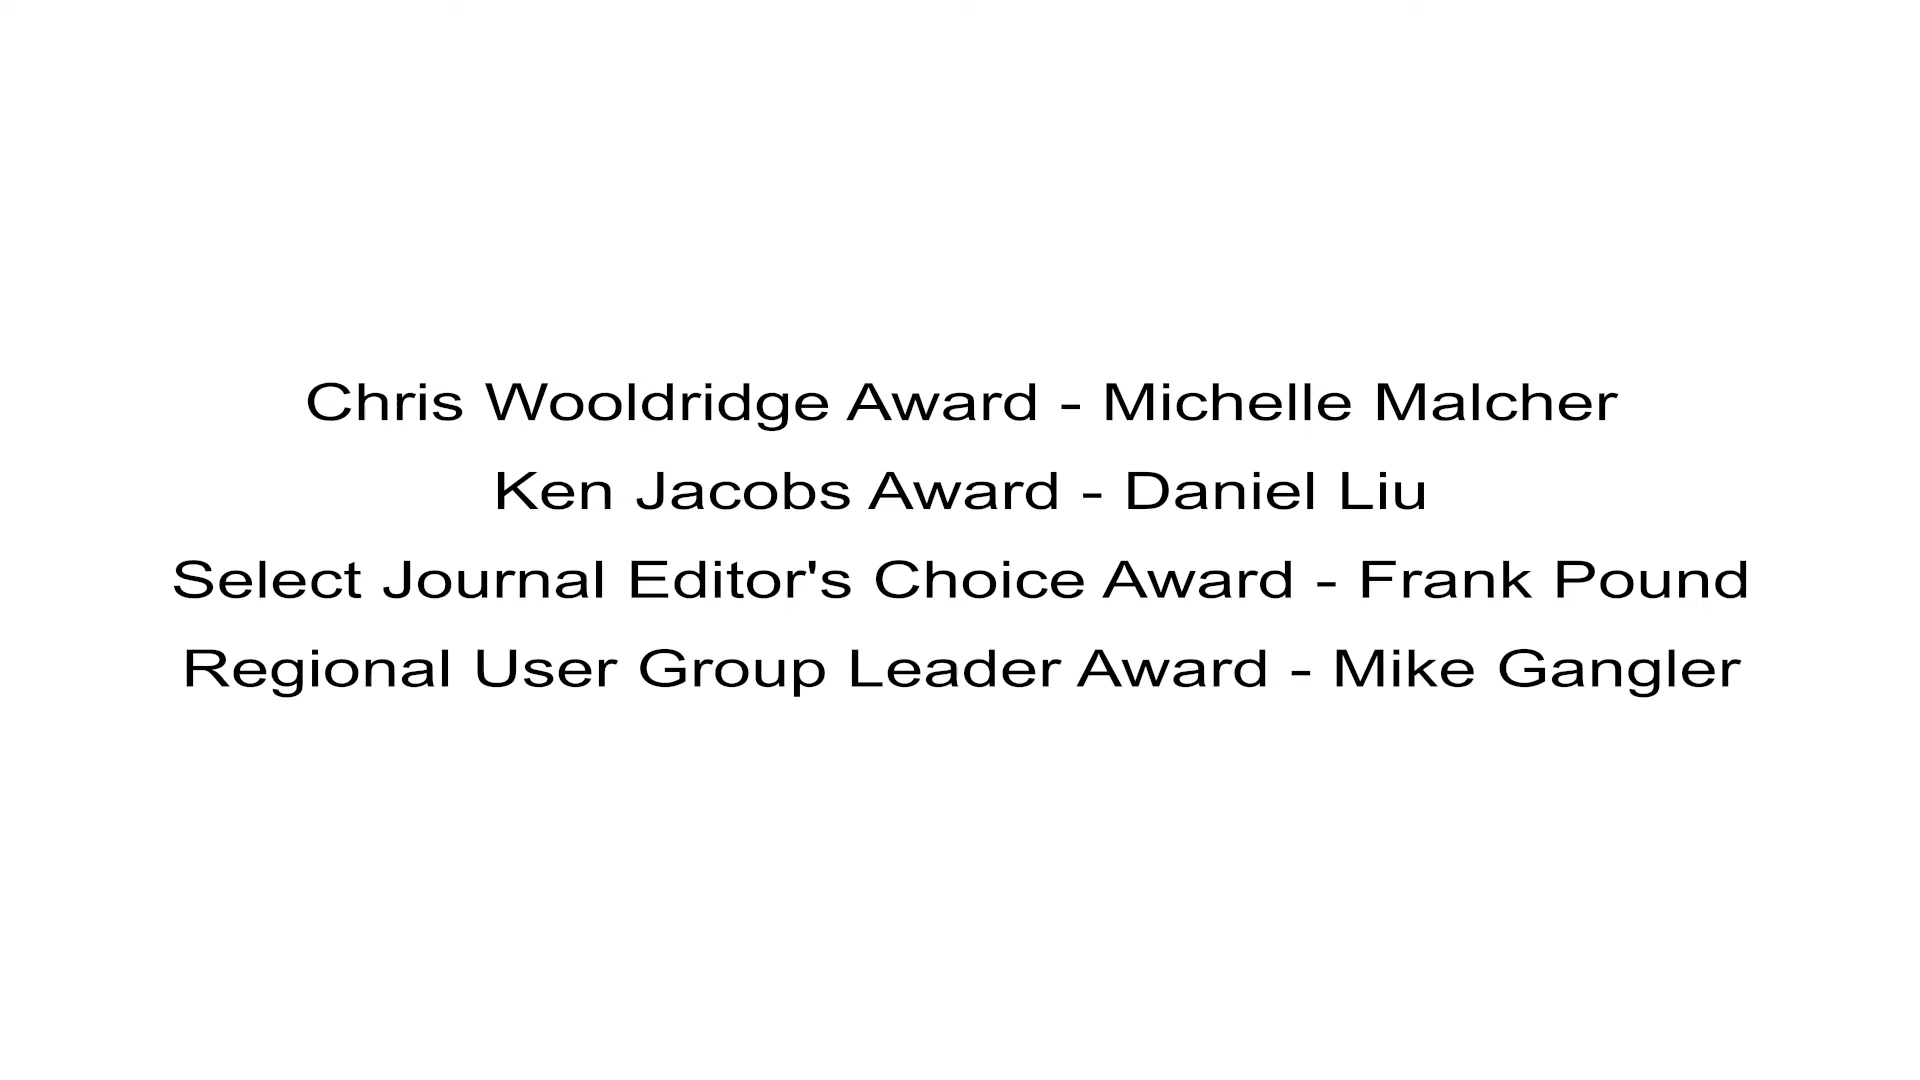 Chris Wooldridge Award - Michelle Malcher
Ken Jacobs Award - Daniel Liu
Select Journal Editor's Choice Award - Frank Pound
Regional User Group Leader Award - Mike Gangler